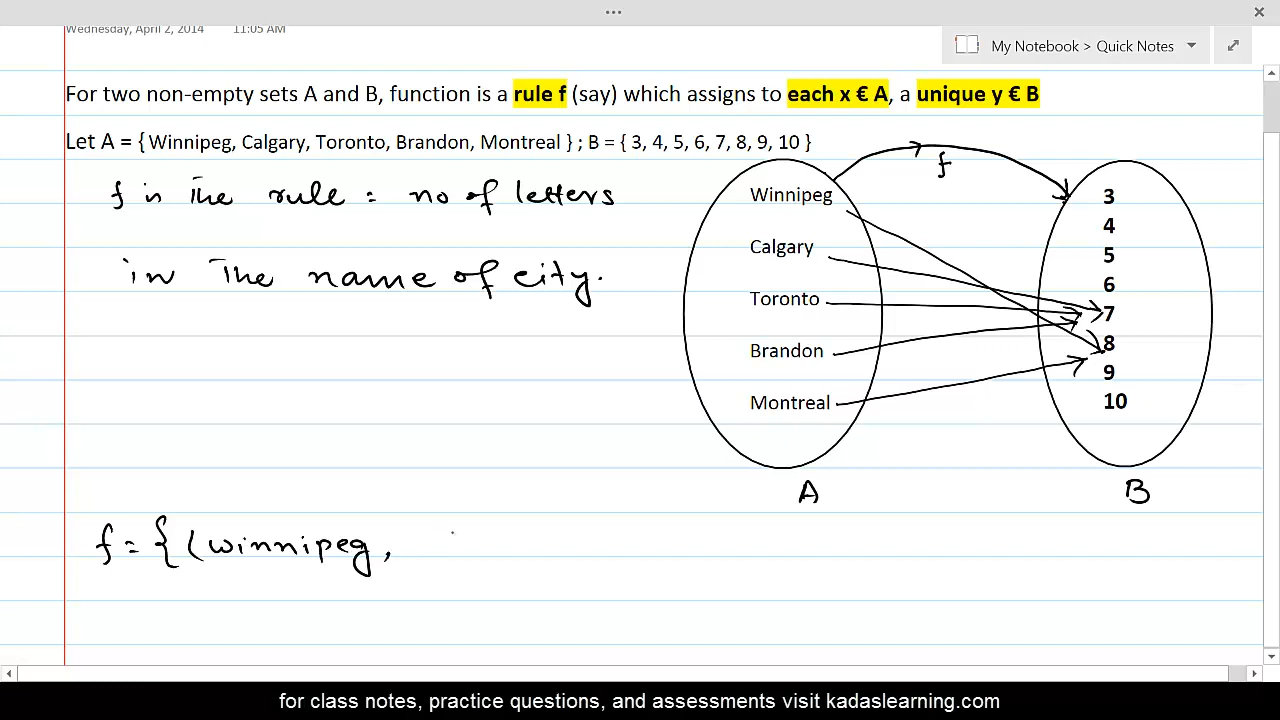 Wednesday, April 2, 2014 11:05 AM
My Notebook > Quick Notes
For two non-empty sets A and B, function is a rule f (say) which assigns to each x € A, a unique y € B
Let A = { Winnipeg, Calgary, Toronto, Brandon, Montreal } ; B = { 3, 4, 5, 6, 7, 8, 9, 10 }
f is the rule : no of letters
in the name of city.
f
Winnipeg
Calgary
Toronto
Brandon
Montreal
A
3
4
5
6
7
8
9
10
B
f = { (winnipeg ,
for class notes, practice questions, and assessments visit kadaslearning.com